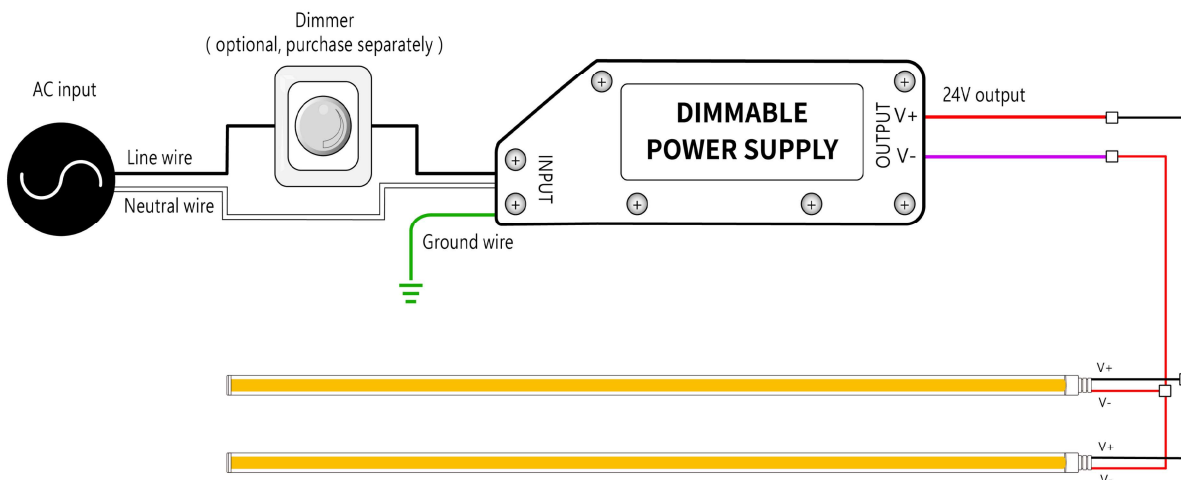 Dimmer
( optional, purchase separately )
AC input
Line wire
Neutral wire
Ground wire
INPUT
DIMMABLE
POWER SUPPLY
OUTPUT
V+
V-
24V output
V+
V-
V+
V-